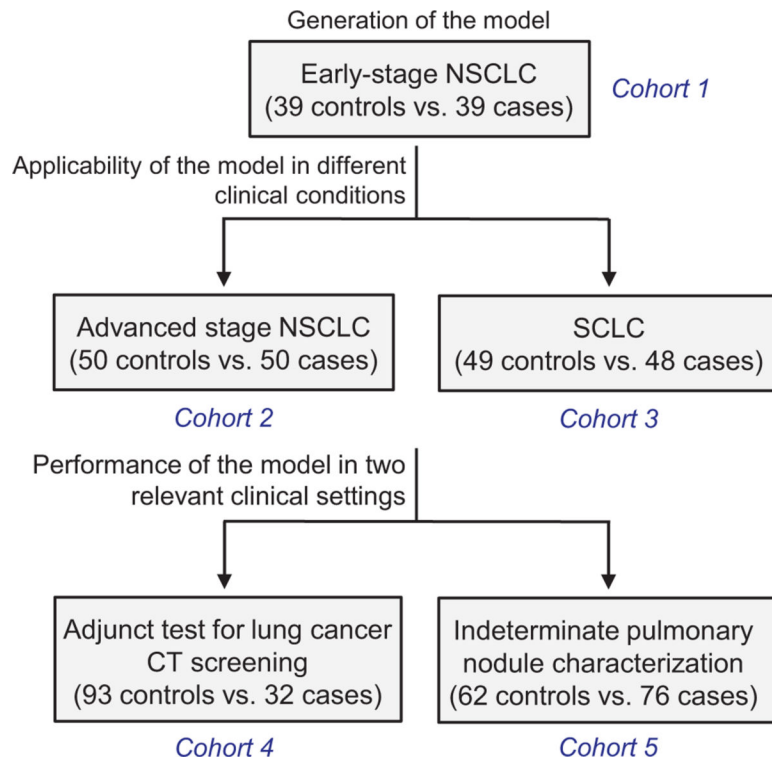 Generation of the model
Early-stage NSCLC
(39 controls vs. 39 cases)
Cohort 1
Applicability of the model in different
clinical conditions
Advanced stage NSCLC
(50 controls vs. 50 cases)
Cohort 2
SCLC
(49 controls vs. 48 cases)
Cohort 3
Performance of the model in two
relevant clinical settings
Adjunct test for lung cancer
CT screening
(93 controls vs. 32 cases)
Cohort 4
Indeterminate pulmonary
nodule characterization
(62 controls vs. 76 cases)
Cohort 5